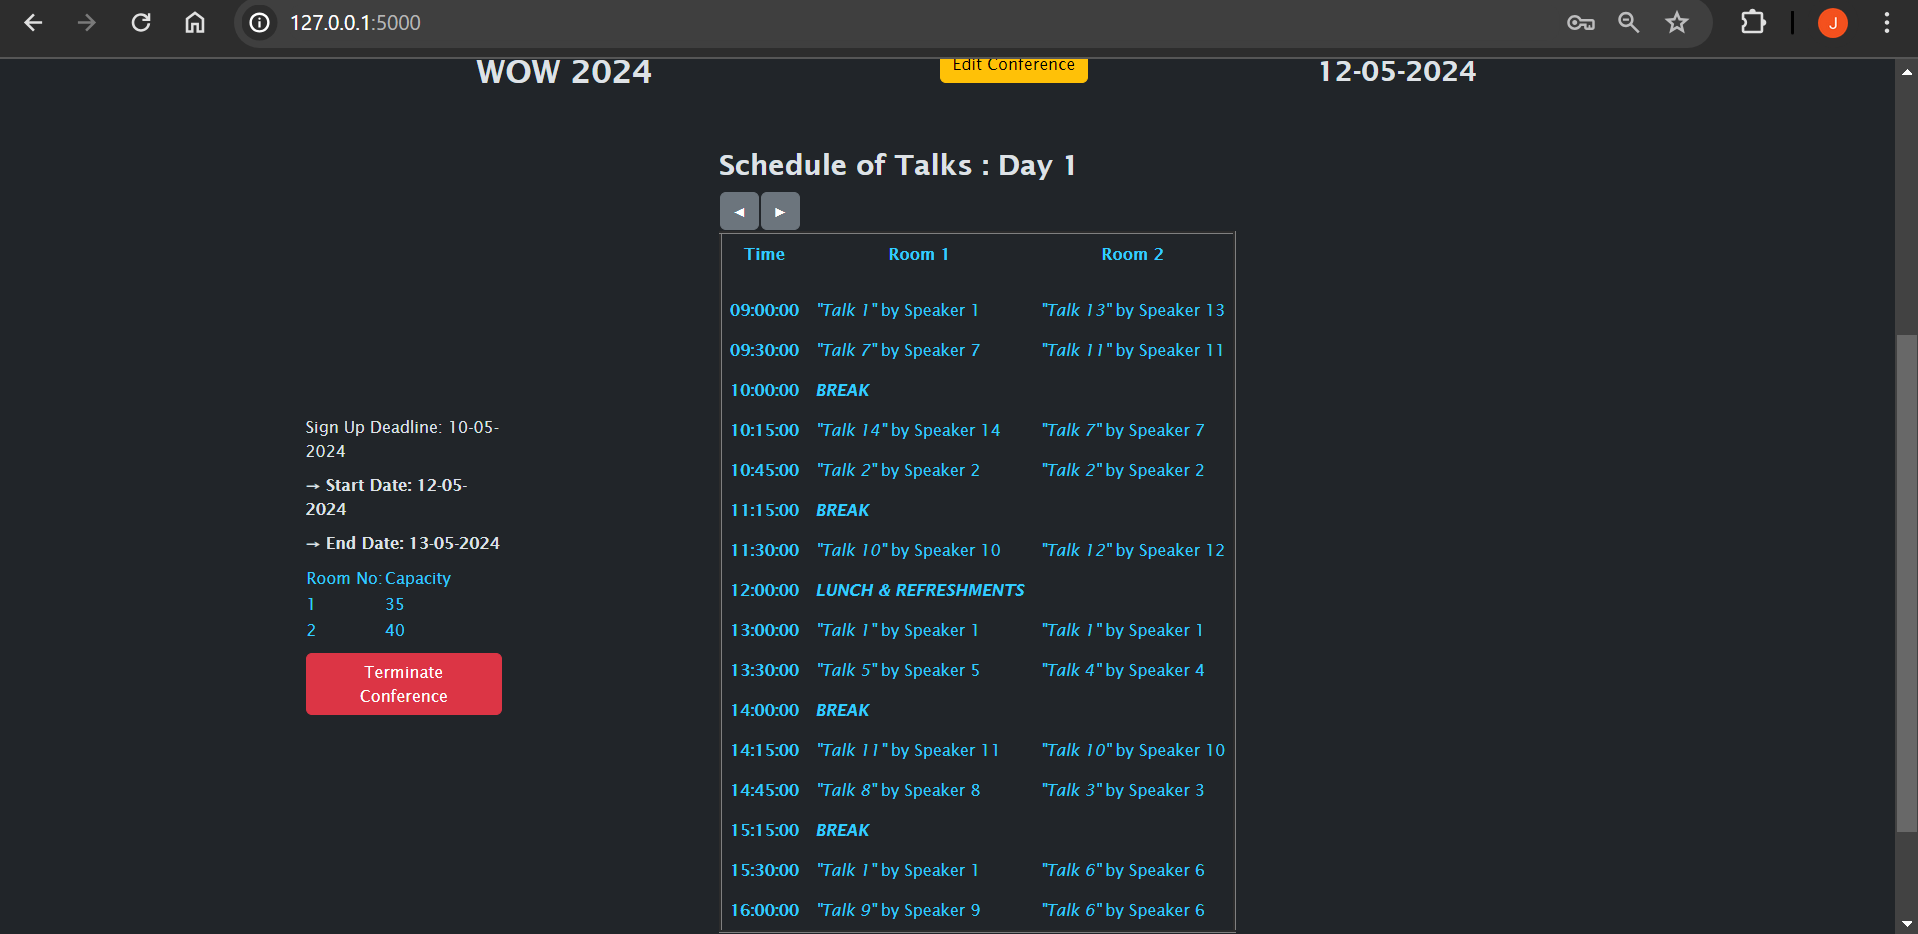 127.0.0.1:5000
J
WOW 2024
Edit Conference
12-05-2024
Schedule of Talks : Day 1
◄ ►
Time Room 1 Room 2
09:00:00 "Talk 1" by Speaker 1 "Talk 13" by Speaker 13
09:30:00 "Talk 7" by Speaker 7 "Talk 11" by Speaker 11
10:00:00 BREAK
10:15:00 "Talk 14" by Speaker 14 "Talk 7" by Speaker 7
10:45:00 "Talk 2" by Speaker 2 "Talk 2" by Speaker 2
11:15:00 BREAK
11:30:00 "Talk 10" by Speaker 10 "Talk 12" by Speaker 12
12:00:00 LUNCH & REFRESHMENTS
13:00:00 "Talk 1" by Speaker 1 "Talk 1" by Speaker 1
13:30:00 "Talk 5" by Speaker 5 "Talk 4" by Speaker 4
14:00:00 BREAK
14:15:00 "Talk 11" by Speaker 11 "Talk 10" by Speaker 10
14:45:00 "Talk 8" by Speaker 8 "Talk 3" by Speaker 3
15:15:00 BREAK
15:30:00 "Talk 1" by Speaker 1 "Talk 6" by Speaker 6
16:00:00 "Talk 9" by Speaker 9 "Talk 6" by Speaker 6
Sign Up Deadline: 10-05-
2024
→ Start Date: 12-05-
2024
→ End Date: 13-05-2024
Room No: Capacity
1 35
2 40
Terminate
Conference